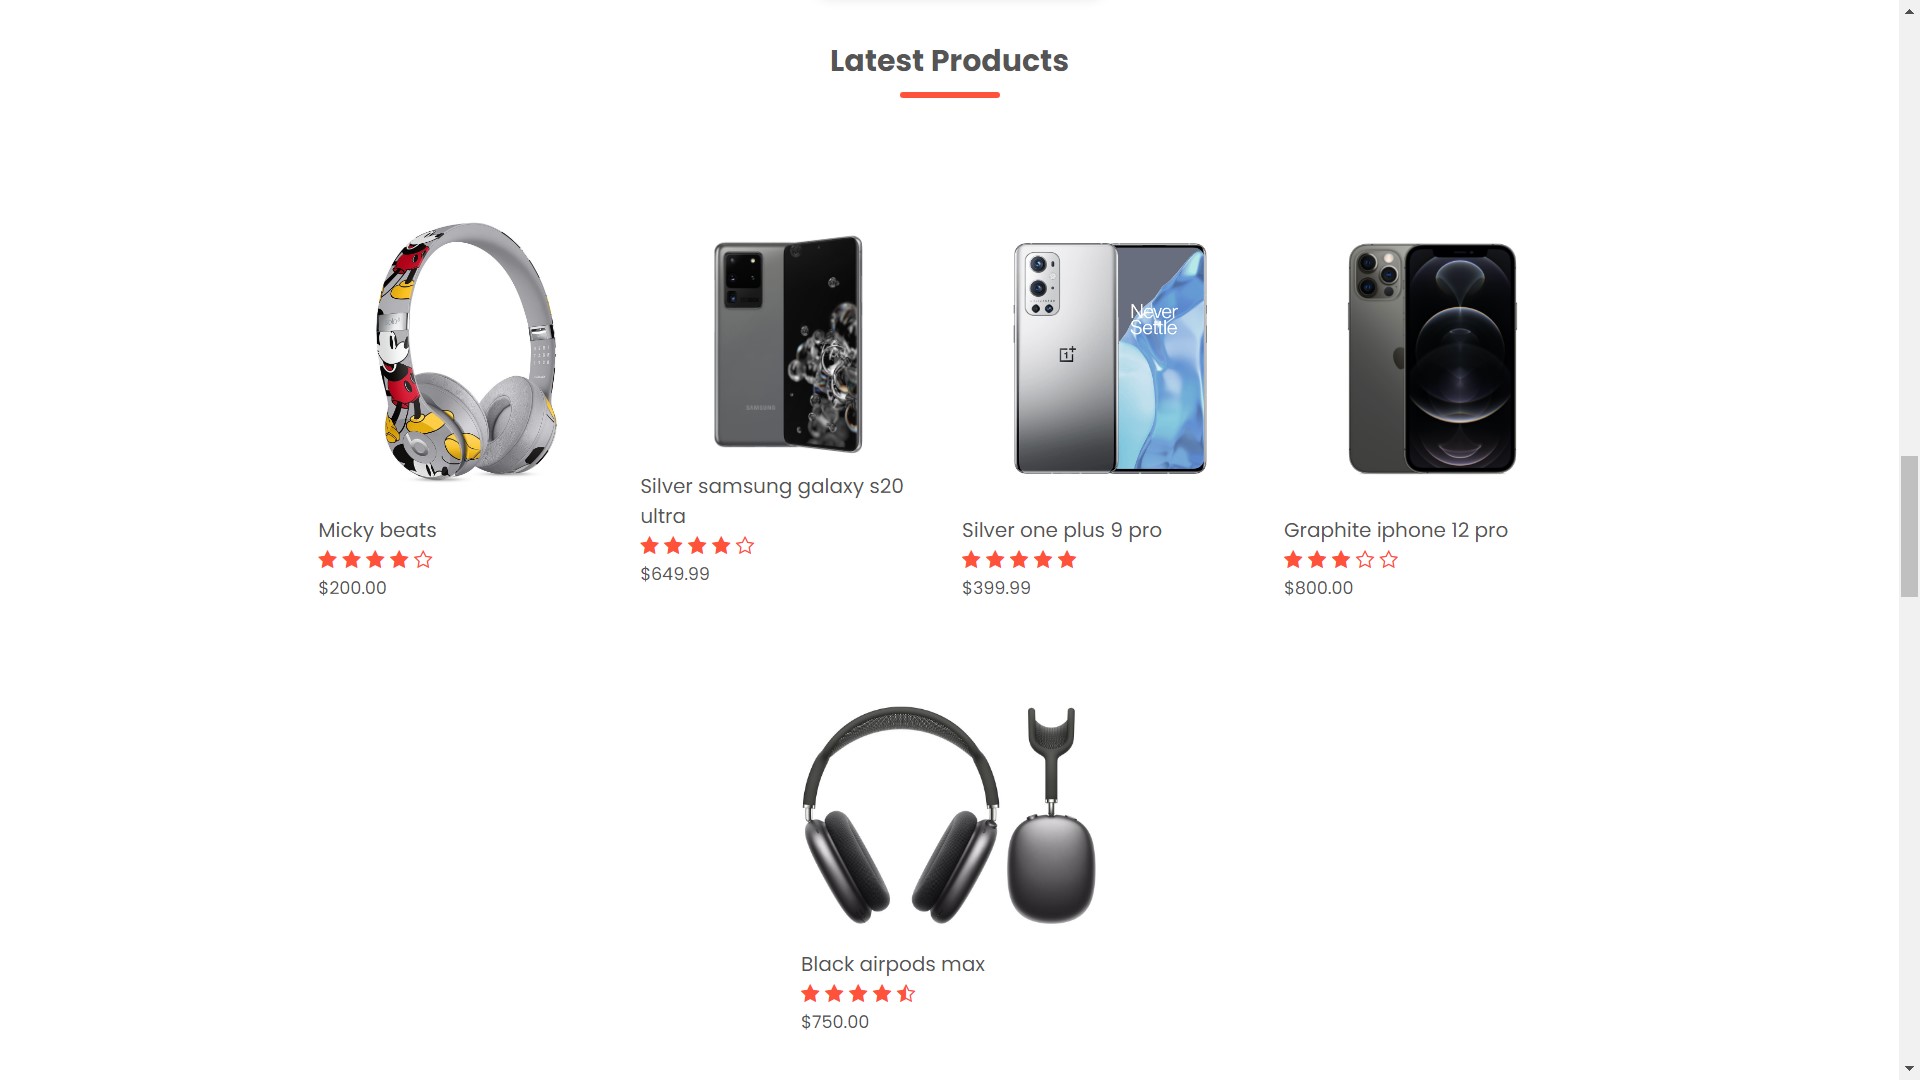 Latest Products
SAMSUNG
Never
Settle
Silver samsung galaxy s20
ultra
Micky beats
Silver one plus 9 pro
Graphite iphone 12 pro
$649.99
$200.00
$399.99
$800.00
Black airpods max
$750.00